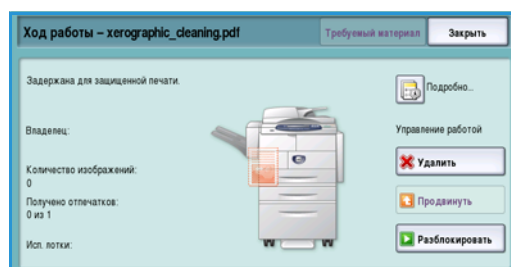 Ход работы – xerographic_cleaning.pdf
Требуемый материал
Закрыть
Задержана для защищенной печати.
Подробно...
Владелец:
Управление работой
Количество изображений:
0
Удалить
Получено отпечатков:
0 из 1
Продвинуть
Исп. лотки:
Разблокировать